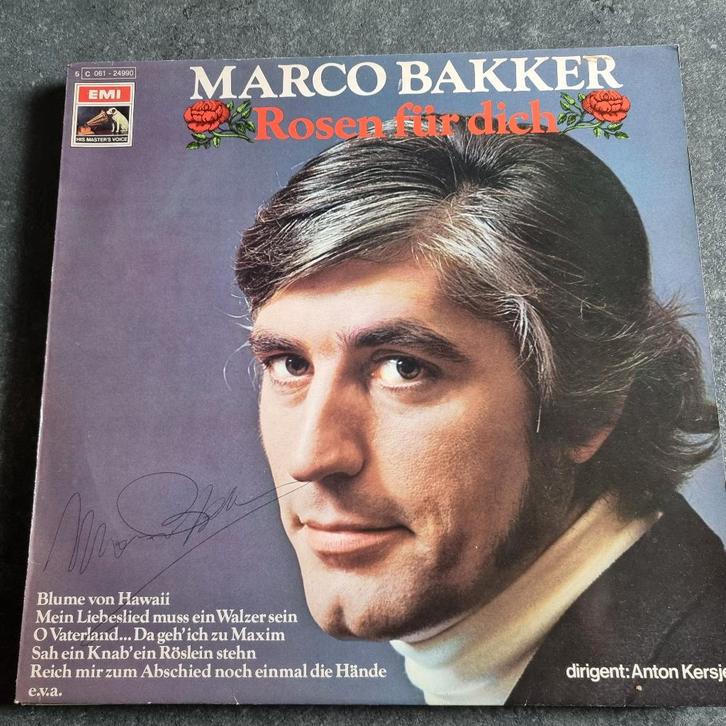 5 C 061 - 24990
EMI
HIS MASTER'S VOICE
MARCO BAKKER
Rosen für dich
Blume von Hawaii
Mein Liebeslied muss ein Walzer sein
O Vaterland... Da geh' ich zu Maxim
Sah ein Knab' ein Röslein stehn
Reich mir zum Abschied noch einmal die Hände
e.v.a.
dirigent: Anton Kersje